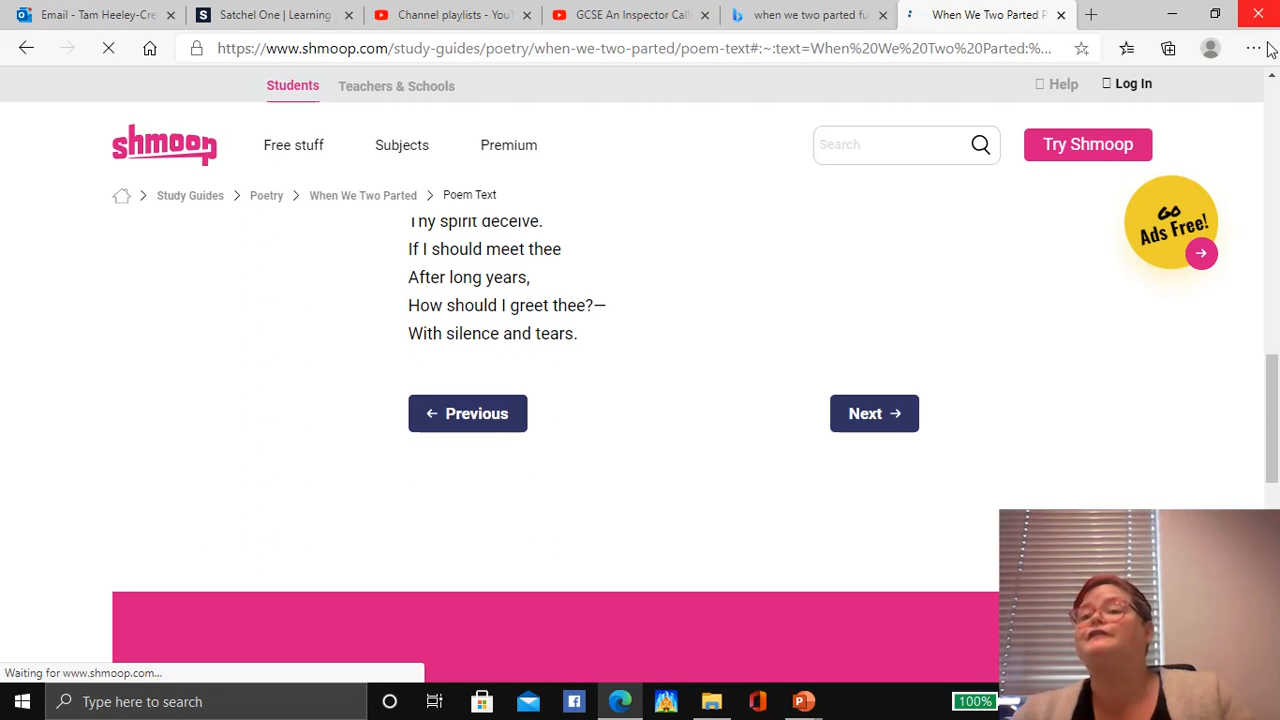 Email - Tam Heeley-Cre
Satchel One | Learning
Channel playlists - YouT
GCSE An Inspector Calls
when we two parted fu
When We Two Parted P
https://www.shmoop.com/study-guides/poetry/when-we-two-parted/poem-text#:~:text=When%20We%20Two%20Parted:%...
Students
Teachers & Schools
Help
Log In
shmoop
Free stuff
Subjects
Premium
Search
Try Shmoop
Study Guides
Poetry
When We Two Parted
Poem Text
GO
Ads Free!
Thy spirit deceive.
If I should meet thee
After long years,
How should I greet thee?—
With silence and tears.
Previous
Next
Waiting for www.shmoop.com...
Type here to search
100%